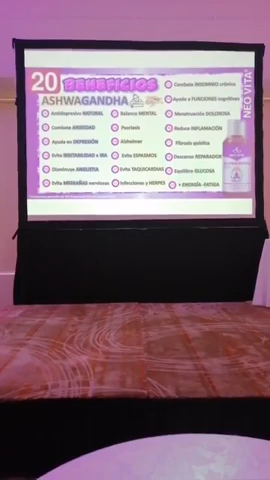 20 BENEFICIOS
ASHWAGANDHA
Antidepresivo NATURAL
Combate ANSIEDAD
Ayuda en DEPRESIÓN
Evita IRRITABILIDAD e IRA
Disminuye ANGUSTIA
Evita MIGRAÑAS nerviosas
Balance MENTAL
Psoriasis
Alzheimer
Evita ESPASMOS
Evita TAQUICARDIAS
Infecciones y HERPES
Combate INSOMNIO crónico
Ayuda a FUNCIONES cognitivas
Menstruación DOLOROSA
Reduce INFLAMACIÓN
Fibrosis quística
Descanso REPARADOR
Equilibra GLUCOSA
+ ENERGÍA -FATIGA
NEO VITA